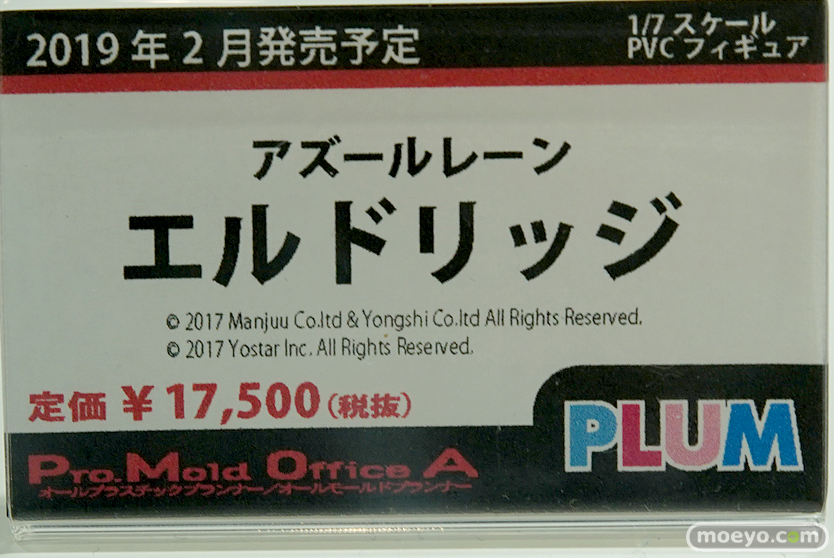 2019年2月発売予定
1/7 スケール
PVC フィギュア
アズールレーン
エルドリッジ
© 2017 Manjuu Co.ltd & Yongshi Co.ltd All Rights Reserved.
© 2017 Yostar Inc. All Rights Reserved.
定価 ¥17,500(税抜)
PLUM
Pro.Mold Office A
オールプラスチックプランナー/オールモールドプランナー
moeyo.com